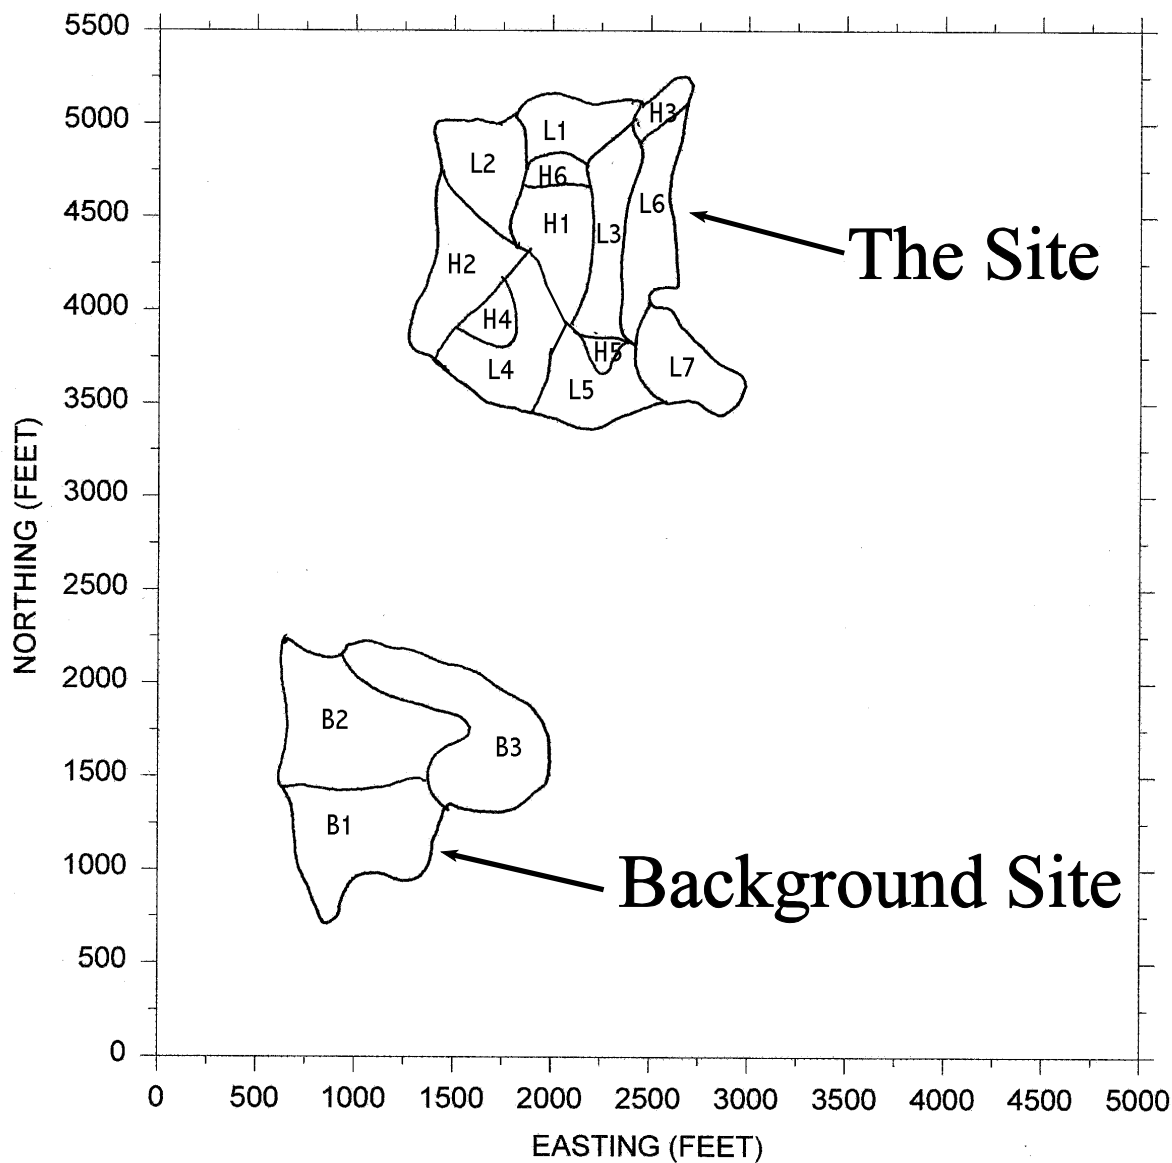 5500
5000
4500
4000
3500
3000
2500
2000
1500
1000
500
0
NORTHING (FEET)
L1
H3
L2
H6
L6
H1
L3
H2
The Site
H4
H5
L4
L7
L5
B2
B3
B1
Background Site
0 500 1000 1500 2000 2500 3000 3500 4000 4500 5000
EASTING (FEET)